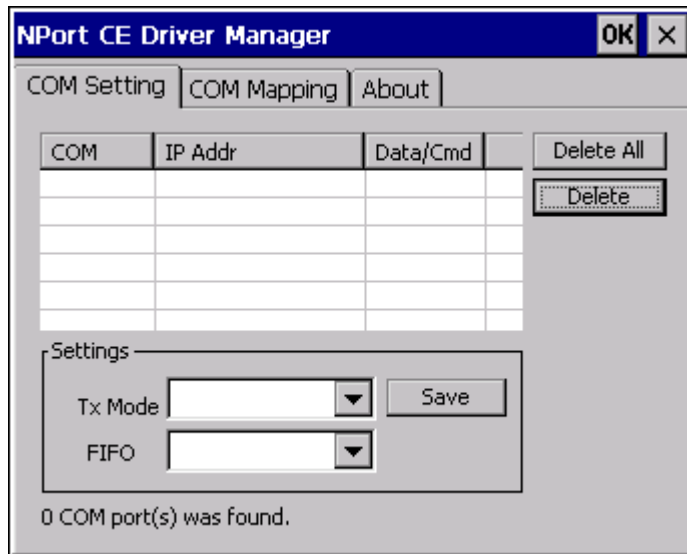 NPort CE Driver Manager OK ×
COM Setting COM Mapping About
COM IP Addr Data/Cmd Delete All
Delete
Settings
Tx Mode Save
FIFO
0 COM port(s) was found.